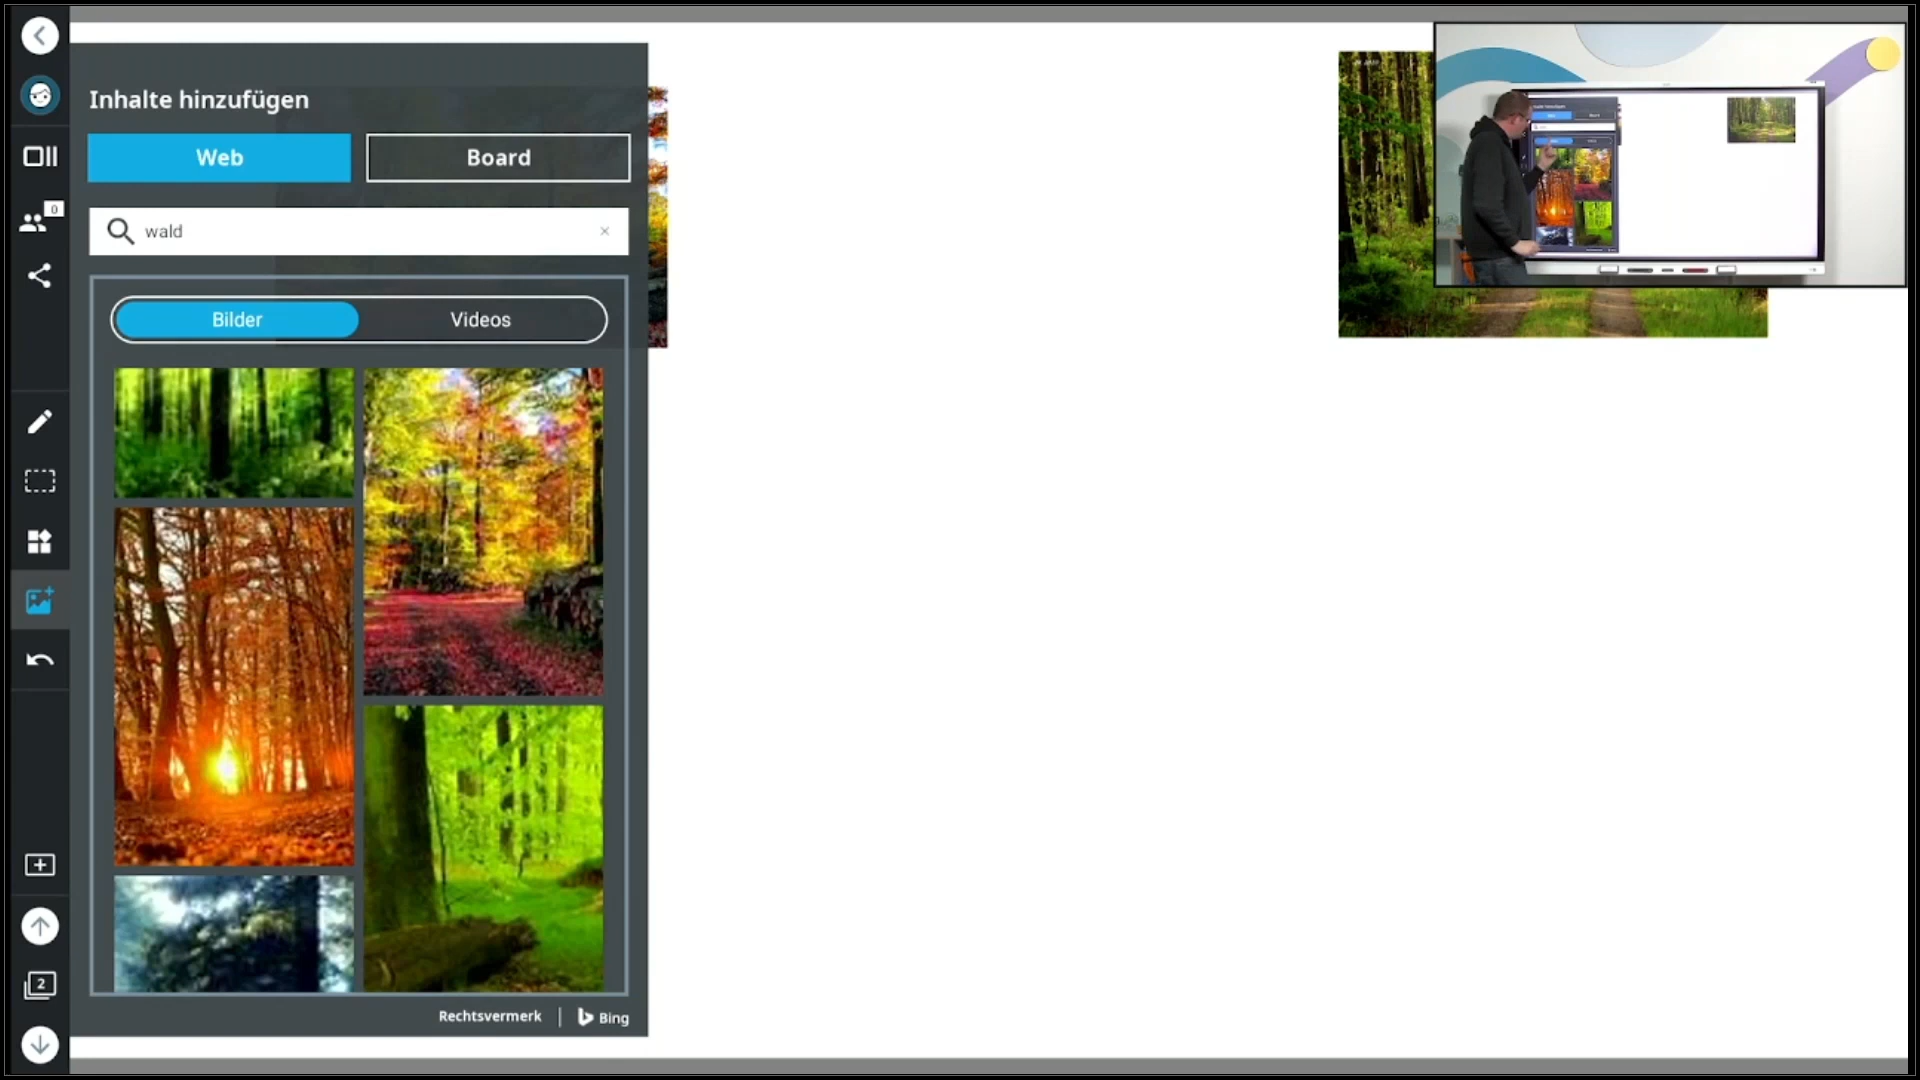 0
Inhalte hinzufügen
Web
Board
wald
×
Bilder
Videos
2
Rechtsvermerk
Bing